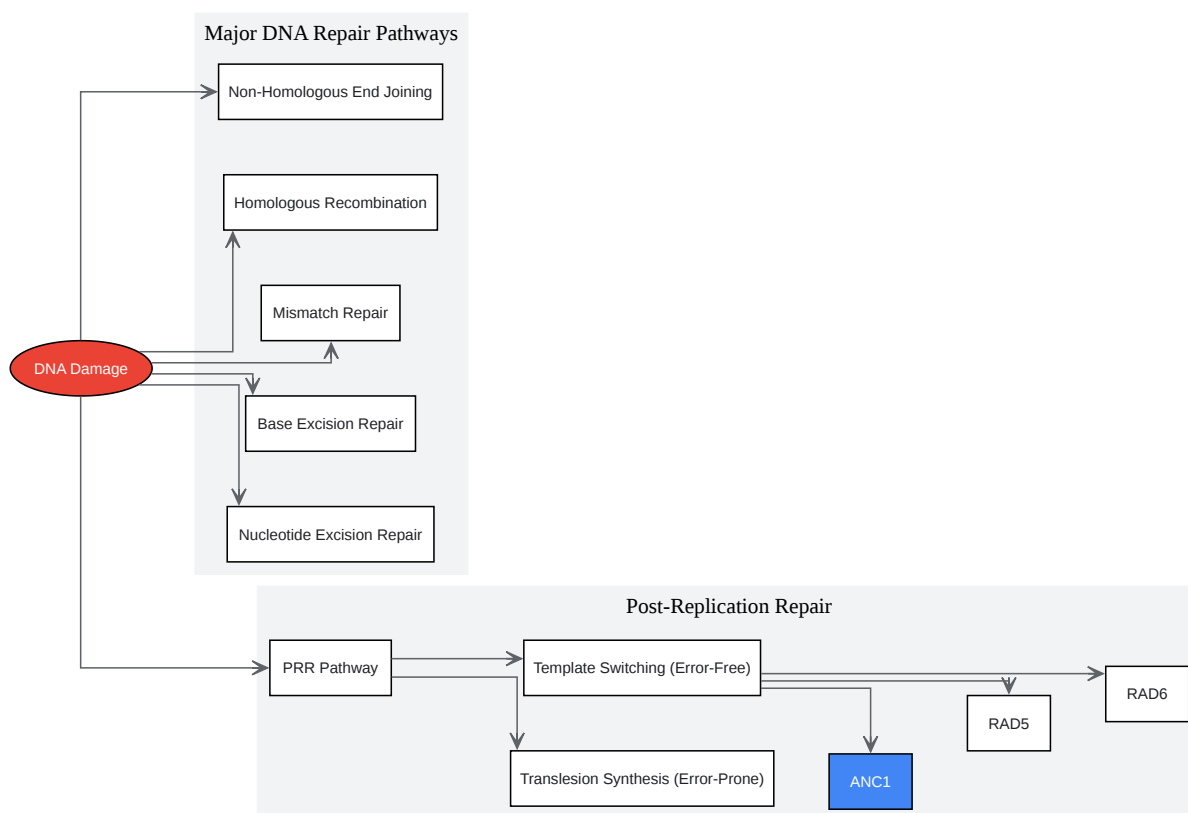 Major DNA Repair Pathways
Non-Homologous End Joining
Homologous Recombination
Mismatch Repair
DNA Damage
Base Excision Repair
Nucleotide Excision Repair
Post-Replication Repair
PRR Pathway
Template Switching (Error-Free)
RAD6
RAD5
Translesion Synthesis (Error-Prone)
ANC1